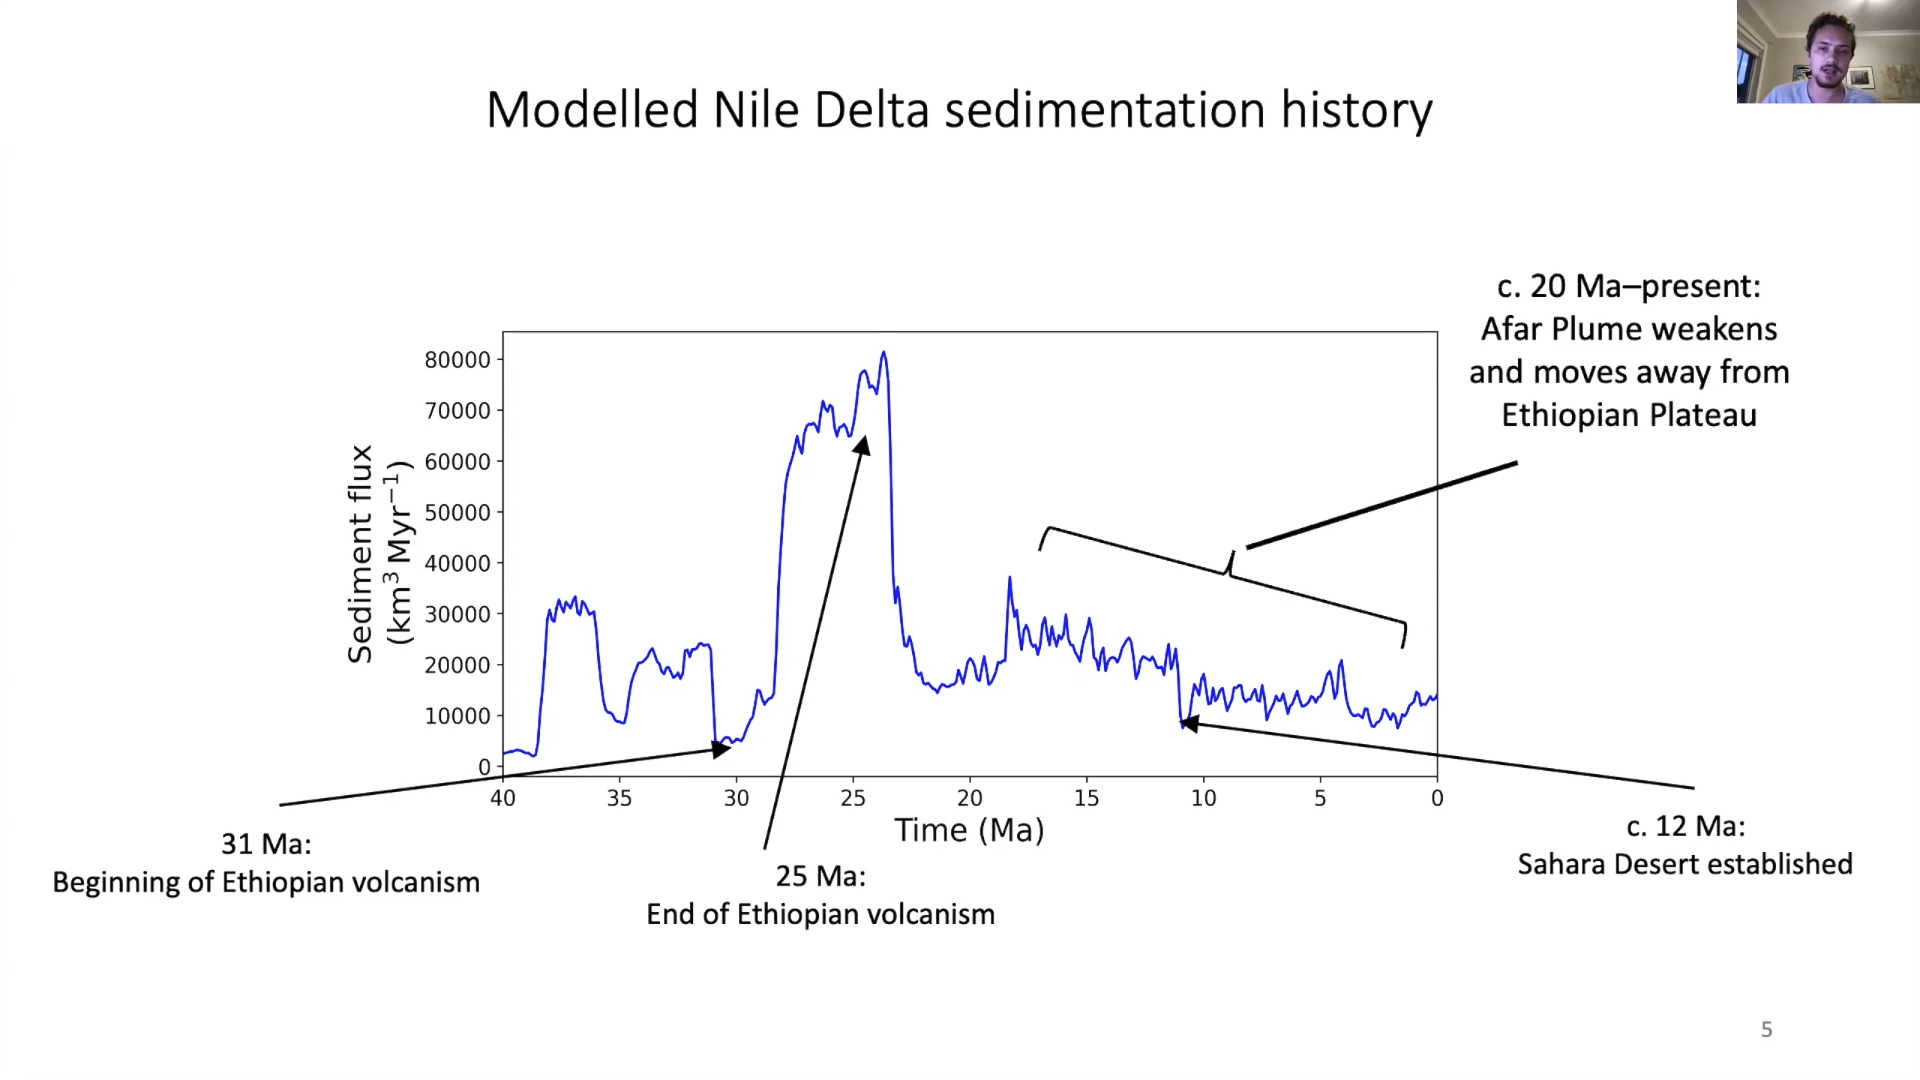 Modelled Nile Delta sedimentation history
c. 20 Ma–present:
Afar Plume weakens
and moves away from
Ethiopian Plateau
80000
70000
60000
50000
40000
30000
20000
10000
0
Sediment flux
(km³ Myr⁻¹)
40 35 30 25 20 15 10 5 0
Time (Ma)
31 Ma:
Beginning of Ethiopian volcanism
25 Ma:
End of Ethiopian volcanism
c. 12 Ma:
Sahara Desert established
5